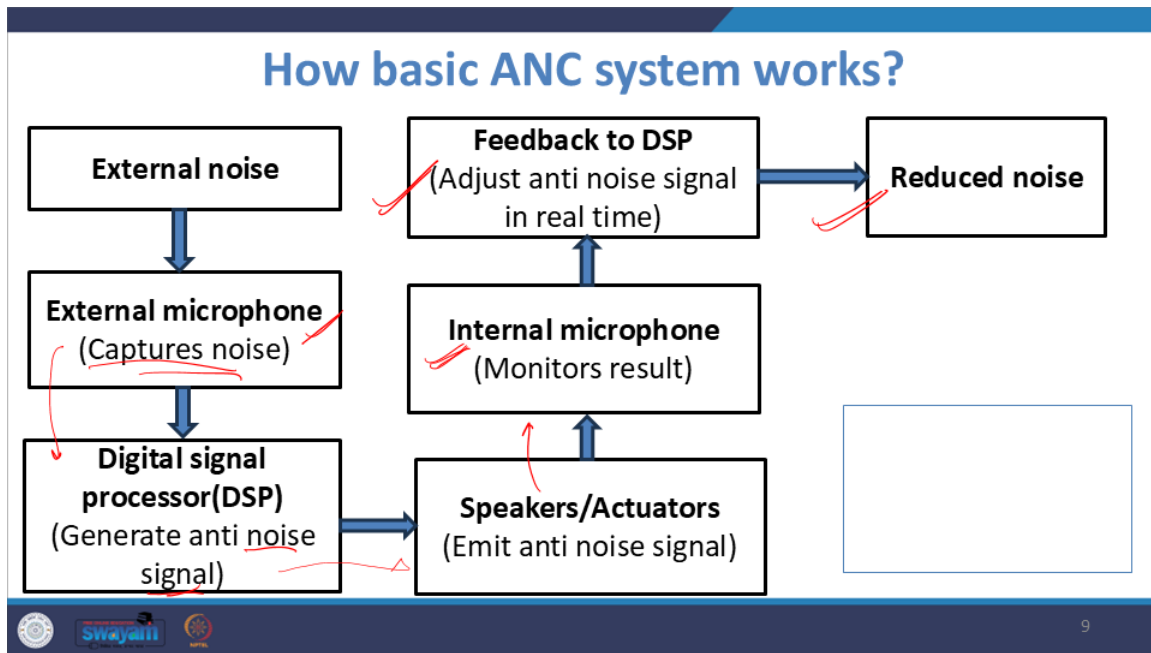 How basic ANC system works?
External noise
External microphone
(Captures noise)
Digital signal
processor(DSP)
(Generate anti noise
signal)
Speakers/Actuators
(Emit anti noise signal)
Internal microphone
(Monitors result)
Feedback to DSP
(Adjust anti noise signal
in real time)
Reduced noise
swayam
NPTEL
9